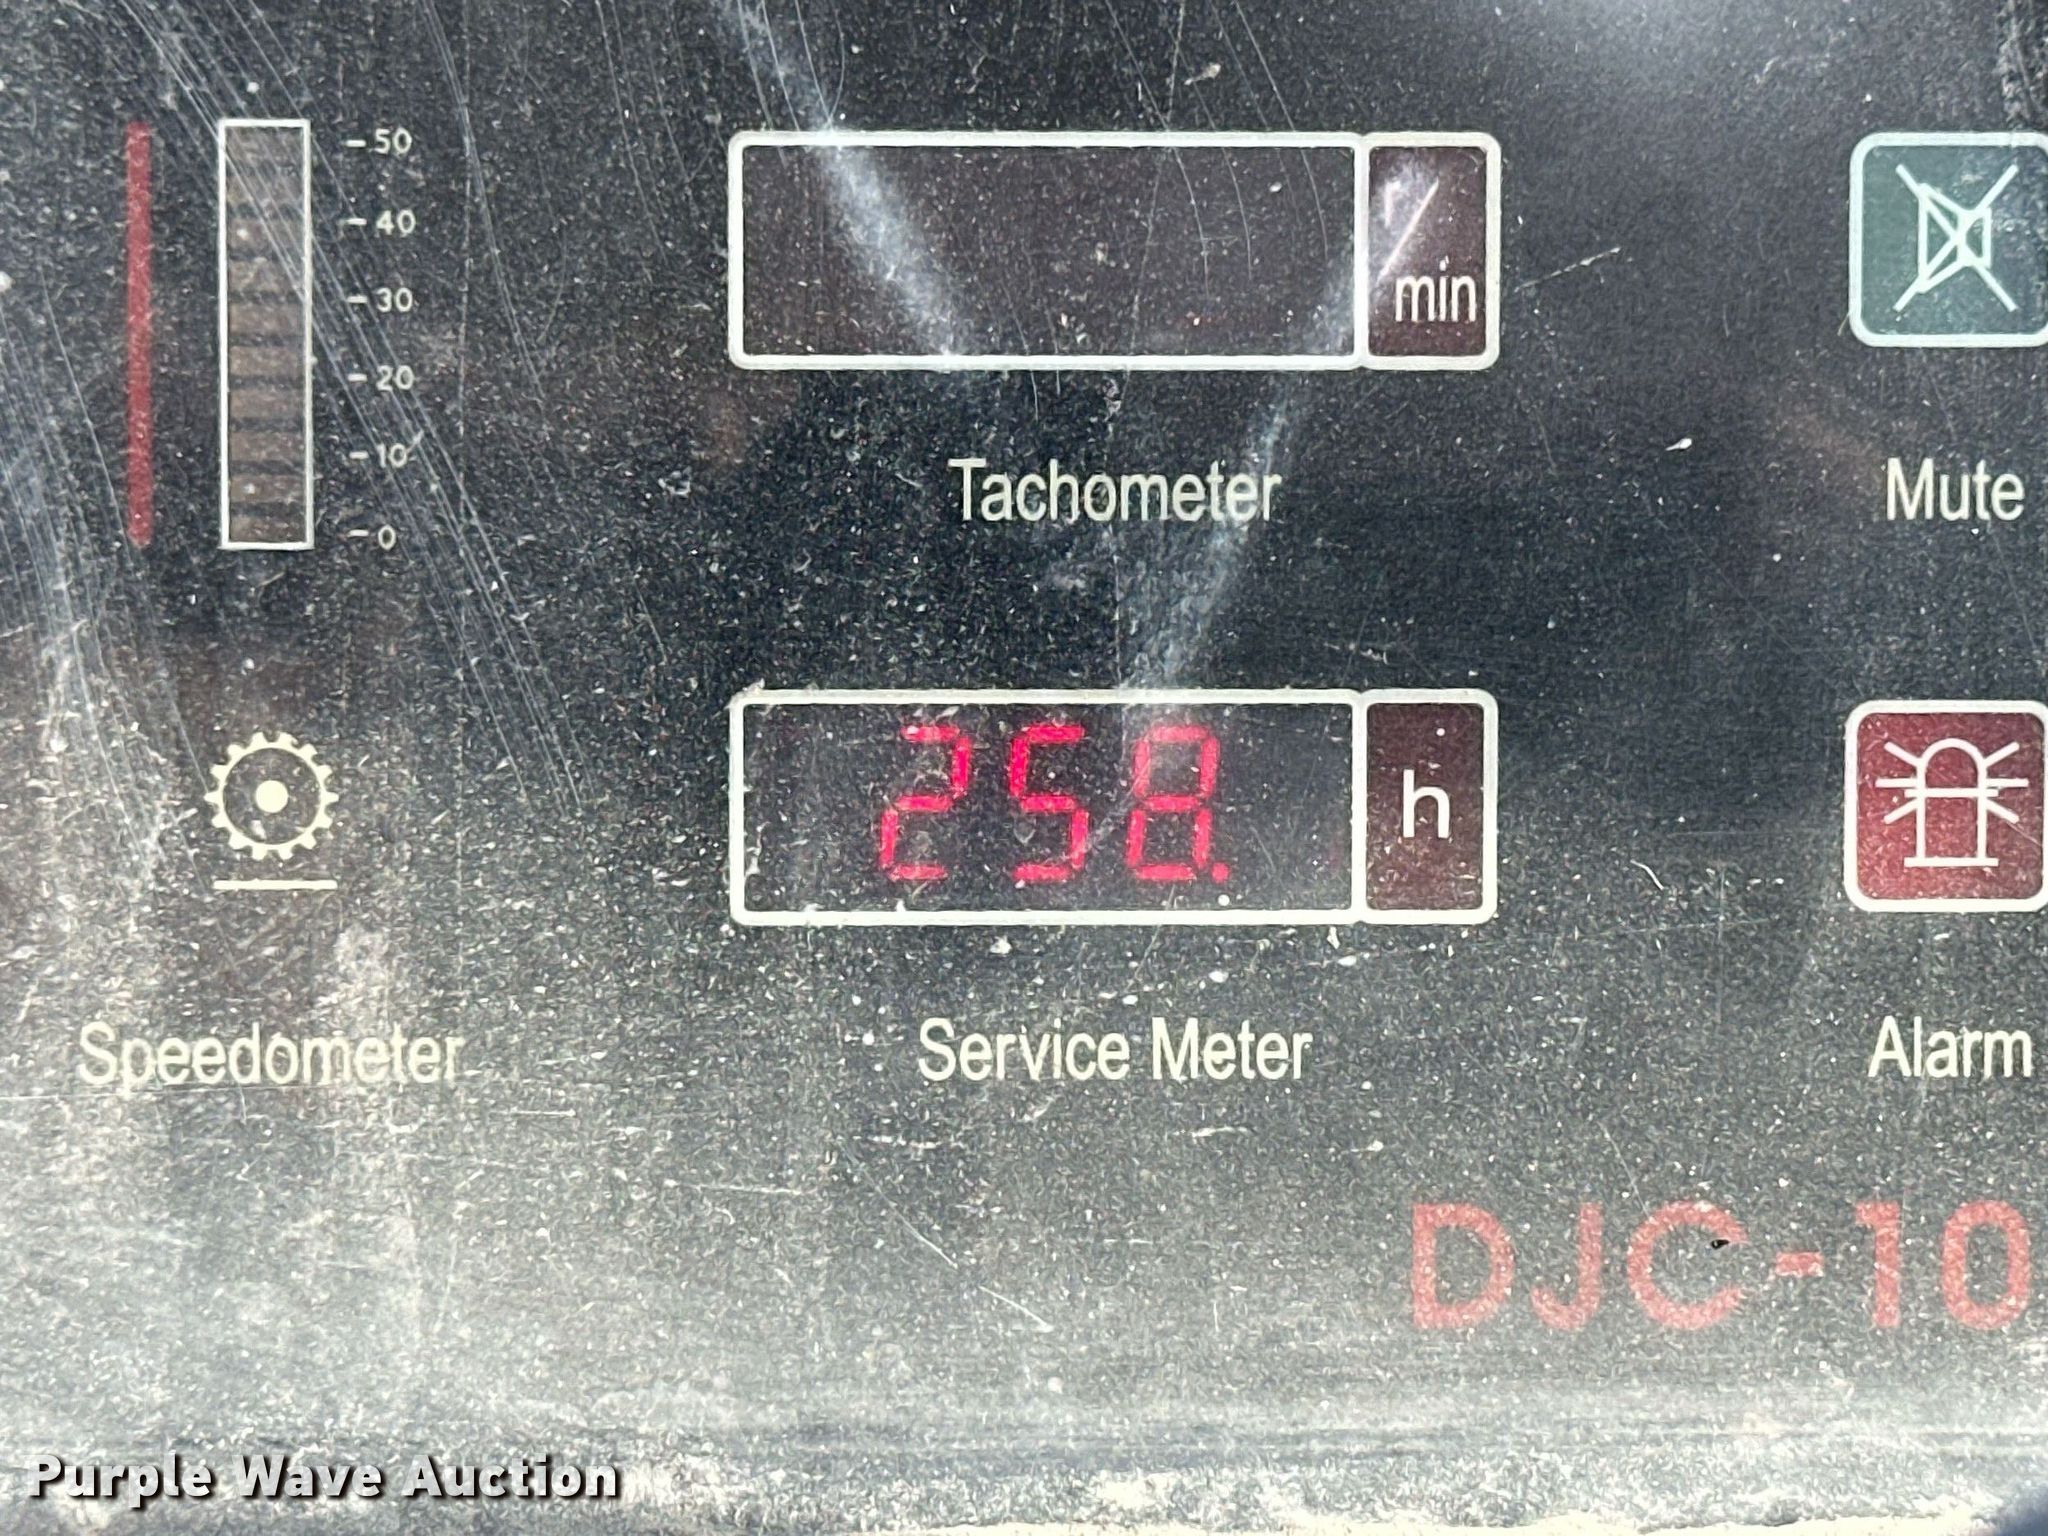 50
40
30
20
10
0
r/min
Tachometer
Mute
258.
h
Speedometer
Service Meter
Alarm
DJC-10
Purple Wave Auction